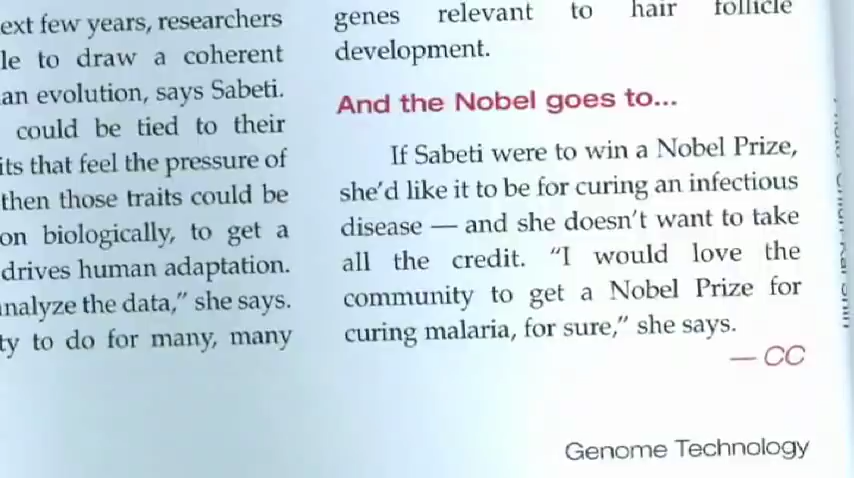 ext few years, researchers
le to draw a coherent
an evolution, says Sabeti.
could be tied to their
its that feel the pressure of
then those traits could be
on biologically, to get a
drives human adaptation.
analyze the data,” she says.
ty to do for many, many
genes relevant to hair follicle
development.
And the Nobel goes to...
If Sabeti were to win a Nobel Prize,
she’d like it to be for curing an infectious
disease — and she doesn’t want to take
all the credit. “I would love the
community to get a Nobel Prize for
curing malaria, for sure,” she says.
— CC
Genome Technology